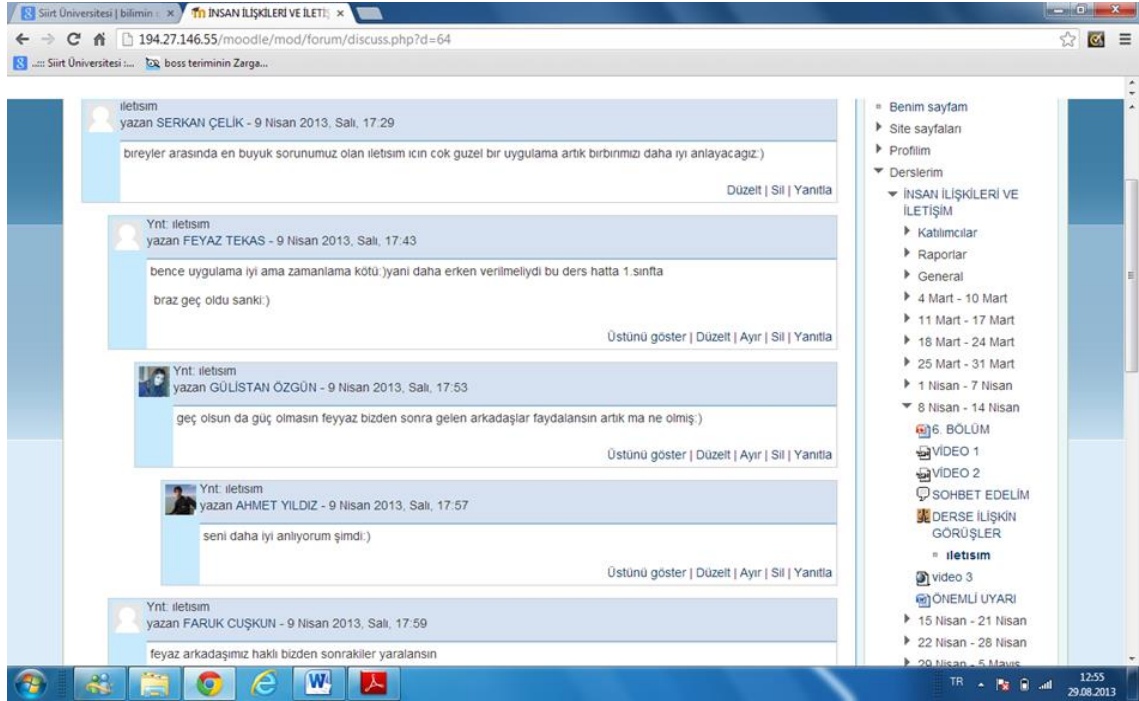 Siirt Üniversitesi | bilimin
İNSAN İLİŞKİLERİ VE İLETİŞ
194.27.146.55/moodle/mod/forum/discuss.php?d=64
..::: Siirt Üniversitesi :...
boss teriminin Zarga...
iletısım
yazan SERKAN ÇELİK - 9 Nisan 2013, Salı, 17:29
bıreyler arasında en buyuk sorunumuz olan iletısım ıcın cok guzel bır uygulama artık bırbırımızı daha ıyı anlayacagız:)
Düzelt | Sil | Yanıtla
Ynt: iletısım
yazan FEYAZ TEKAS - 9 Nisan 2013, Salı, 17:43
bence uygulama iyi ama zamanlama kötü:)yani daha erken verilmeliydi bu ders hatta 1.sınfta
braz geç oldu sanki:)
Üstünü göster | Düzelt | Ayır | Sil | Yanıtla
Ynt: iletısım
yazan GÜLİSTAN ÖZGÜN - 9 Nisan 2013, Salı, 17:53
geç olsun da güç olmasın feyyaz bizden sonra gelen arkadaşlar faydalansın artık ma ne olmiş:)
Üstünü göster | Düzelt | Ayır | Sil | Yanıtla
Ynt: iletısım
yazan AHMET YILDIZ - 9 Nisan 2013, Salı, 17:57
seni daha iyi anlıyorum şimdi:)
Üstünü göster | Düzelt | Ayır | Sil | Yanıtla
Ynt: iletısım
yazan FARUK CUŞKUN - 9 Nisan 2013, Salı, 17:59
feyaz arkadaşımız haklı bizden sonrakiler yaralansın
Benim sayfam
Site sayfaları
Profilim
Derslerim
İNSAN İLİŞKİLERİ VE
İLETİŞİM
Katılımcılar
Raporlar
General
4 Mart - 10 Mart
11 Mart - 17 Mart
18 Mart - 24 Mart
25 Mart - 31 Mart
1 Nisan - 7 Nisan
8 Nisan - 14 Nisan
6. BÖLÜM
VİDEO 1
VİDEO 2
SOHBET EDELİM
DERSE İLİŞKİN
GÖRÜŞLER
iletısım
video 3
ÖNEMLİ UYARI
15 Nisan - 21 Nisan
22 Nisan - 28 Nisan
29 Nisan - 5 Mayıs
TR
12:55
29.08.2013